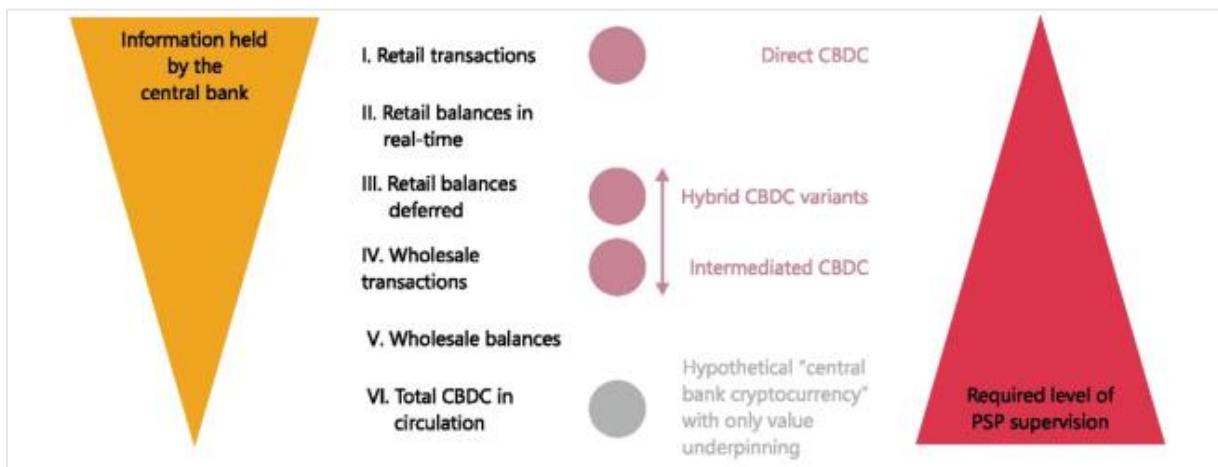 Information held
by the
central bank
I. Retail transactions
Direct CBDC
II. Retail balances in
real-time
III. Retail balances
deferred
Hybrid CBDC variants
IV. Wholesale
transactions
Intermediated CBDC
V. Wholesale balances
VI. Total CBDC in
circulation
Hypothetical "central
bank cryptocurrency"
with only value
underpinning
Required level of
PSP supervision